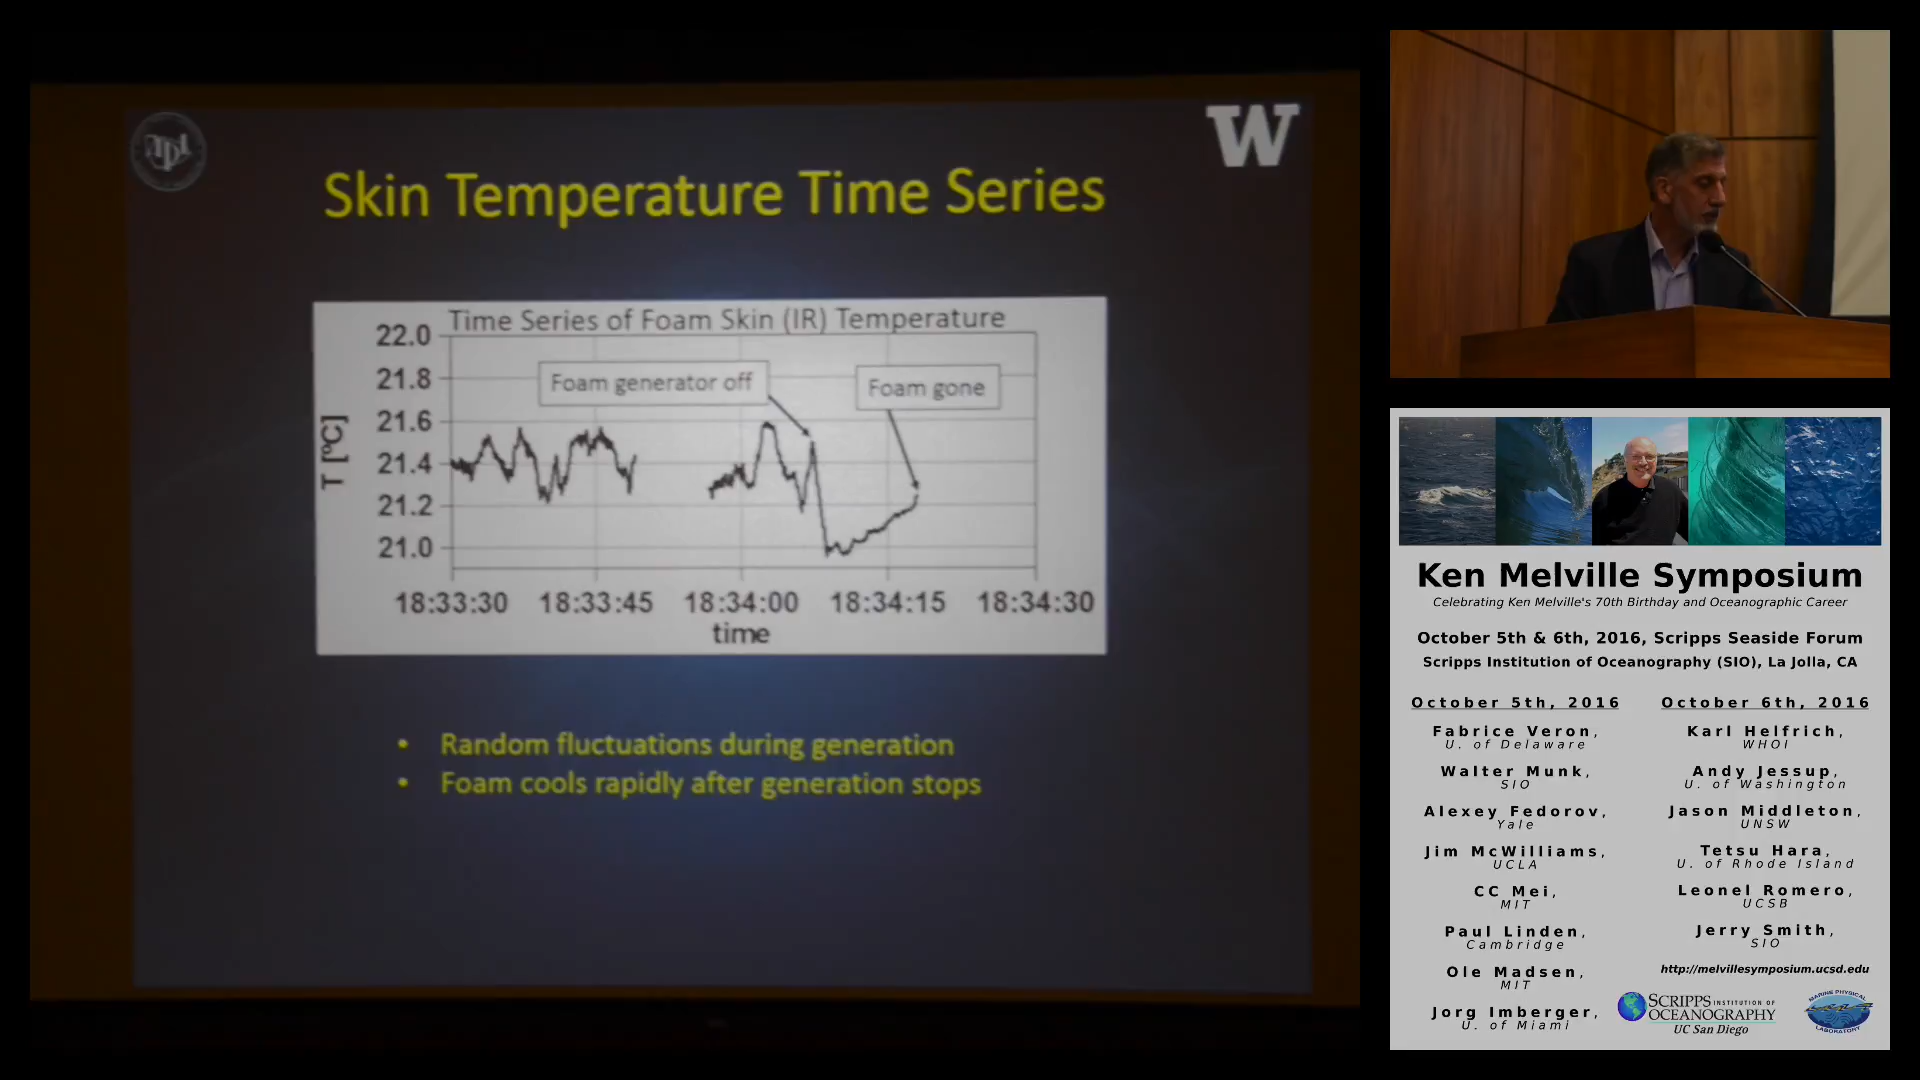 apl
W
Skin Temperature Time Series
Time Series of Foam Skin (IR) Temperature
22.0
21.8
21.6
21.4
21.2
21.0
T [ºC]
Foam generator off
Foam gone
18:33:30 18:33:45 18:34:00 18:34:15 18:34:30
time
• Random fluctuations during generation
• Foam cools rapidly after generation stops
Ken Melville Symposium
Celebrating Ken Melville's 70th Birthday and Oceanographic Career
October 5th & 6th, 2016, Scripps Seaside Forum
Scripps Institution of Oceanography (SIO), La Jolla, CA
October 5th, 2016
Fabrice Veron,
U. of Delaware
Walter Munk,
SIO
Alexey Fedorov,
Yale
Jim McWilliams,
UCLA
CC Mei,
MIT
Paul Linden,
Cambridge
Ole Madsen,
MIT
Jorg Imberger,
U. of Miami
October 6th, 2016
Karl Helfrich,
WHOI
Andy Jessup,
U. of Washington
Jason Middleton,
UNSW
Tetsu Hara,
U. of Rhode Island
Leonel Romero,
UCSB
Jerry Smith,
SIO
http://melvillesymposium.ucsd.edu
SCRIPPS INSTITUTION OF
OCEANOGRAPHY
UC San Diego
MARINE PHYSICAL
LABORATORY